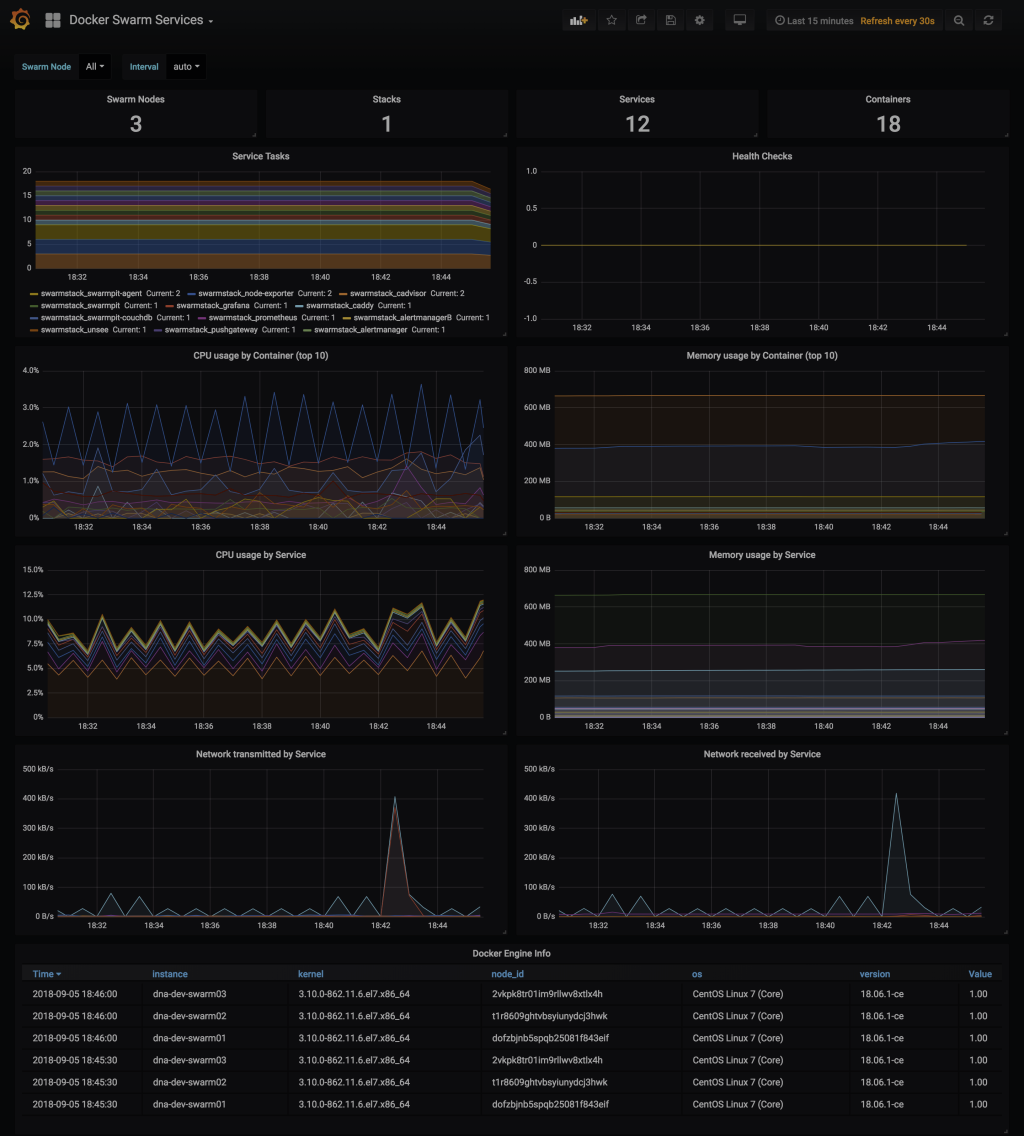 Docker Swarm Services
Last 15 minutes Refresh every 30s
Swarm Node All Interval auto
Swarm Nodes
3
Stacks
1
Services
12
Containers
18
Service Tasks
20
15
10
5
0
18:32 18:34 18:36 18:38 18:40 18:42 18:44
swarmstack_swarmpit-agent Current: 2 swarmstack_node-exporter Current: 2 swarmstack_cadvisor Current: 2
swarmstack_swarmpit Current: 1 swarmstack_grafana Current: 1 swarmstack_caddy Current: 1
swarmstack_swarmpit-couchdb Current: 1 swarmstack_prometheus Current: 1 swarmstack_alertmanagerB Current: 1
swarmstack_unsee Current: 1 swarmstack_pushgateway Current: 1 swarmstack_alertmanager Current: 1
Health Checks
1.0
0.5
0
-0.5
-1.0
18:32 18:34 18:36 18:38 18:40 18:42 18:44
CPU usage by Container (top 10)
4.0%
3.0%
2.0%
1.0%
0%
18:32 18:34 18:36 18:38 18:40 18:42 18:44
Memory usage by Container (top 10)
800 MB
600 MB
400 MB
200 MB
0 B
18:32 18:34 18:36 18:38 18:40 18:42 18:44
CPU usage by Service
15.0%
12.5%
10.0%
7.5%
5.0%
2.5%
0%
18:32 18:34 18:36 18:38 18:40 18:42 18:44
Memory usage by Service
800 MB
600 MB
400 MB
200 MB
0 B
18:32 18:34 18:36 18:38 18:40 18:42 18:44
Network transmitted by Service
500 kB/s
400 kB/s
300 kB/s
200 kB/s
100 kB/s
0 B/s
18:32 18:34 18:36 18:38 18:40 18:42 18:44
Network received by Service
500 kB/s
400 kB/s
300 kB/s
200 kB/s
100 kB/s
0 B/s
18:32 18:34 18:36 18:38 18:40 18:42 18:44
Docker Engine Info
Time instance kernel node_id os version Value
2018-09-05 18:46:00 dna-dev-swarm03 3.10.0-862.11.6.el7.x86_64 2vkpk8tr01im9rllwv8xtlx4h CentOS Linux 7 (Core) 18.06.1-ce 1.00
2018-09-05 18:46:00 dna-dev-swarm02 3.10.0-862.11.6.el7.x86_64 t1r8609ghtvbsyiunydcj3hwk CentOS Linux 7 (Core) 18.06.1-ce 1.00
2018-09-05 18:46:00 dna-dev-swarm01 3.10.0-862.11.6.el7.x86_64 dofzbjnb5spqb25081f843eif CentOS Linux 7 (Core) 18.06.1-ce 1.00
2018-09-05 18:45:30 dna-dev-swarm03 3.10.0-862.11.6.el7.x86_64 2vkpk8tr01im9rllwv8xtlx4h CentOS Linux 7 (Core) 18.06.1-ce 1.00
2018-09-05 18:45:30 dna-dev-swarm02 3.10.0-862.11.6.el7.x86_64 t1r8609ghtvbsyiunydcj3hwk CentOS Linux 7 (Core) 18.06.1-ce 1.00
2018-09-05 18:45:30 dna-dev-swarm01 3.10.0-862.11.6.el7.x86_64 dofzbjnb5spqb25081f843eif CentOS Linux 7 (Core) 18.06.1-ce 1.00